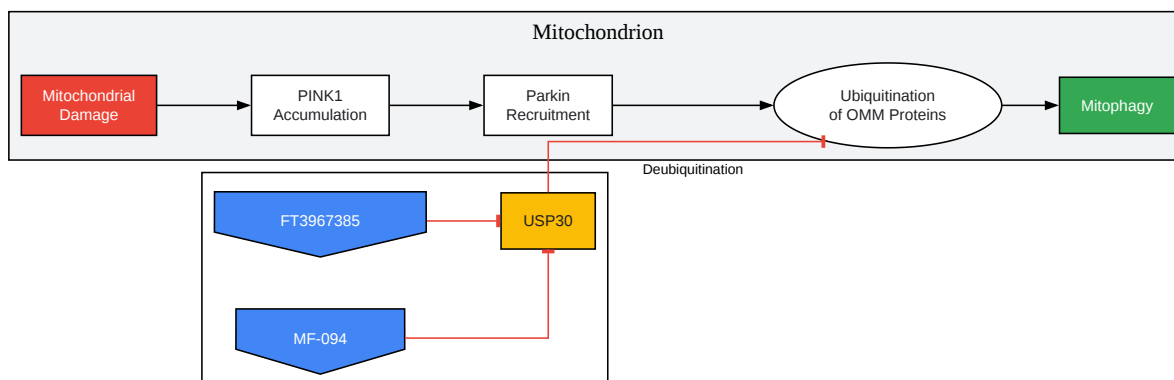 Mitochondrion
Mitochondrial
Damage
PINK1
Accumulation
Parkin
Recruitment
Ubiquitination
of OMM Proteins
Mitophagy
Deubiquitination
FT3967385
USP30
MF-094